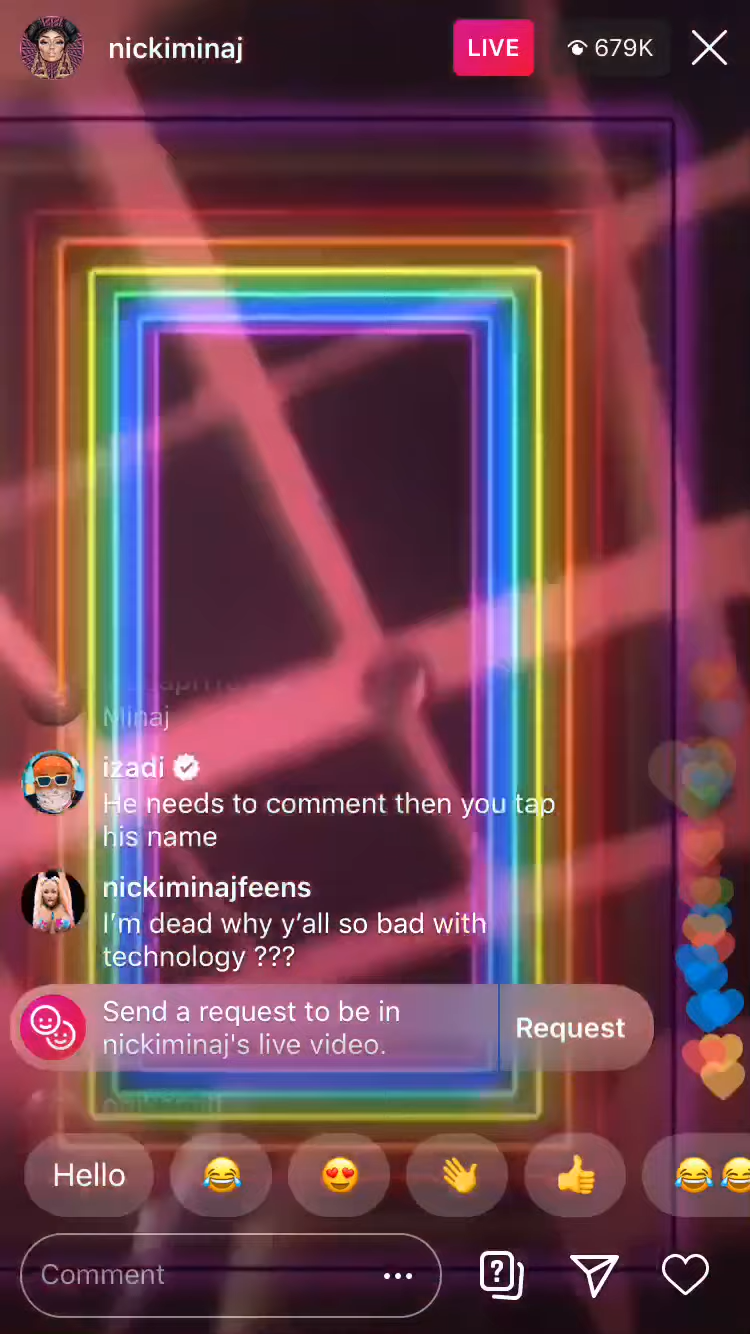 nickiminaj
LIVE
679K
Minaj
izadi
He needs to comment then you tap
his name
nickiminajfeens
I'm dead why y'all so bad with
technology ???
Send a request to be in
nickiminaj's live video.
Request
Hello
Comment